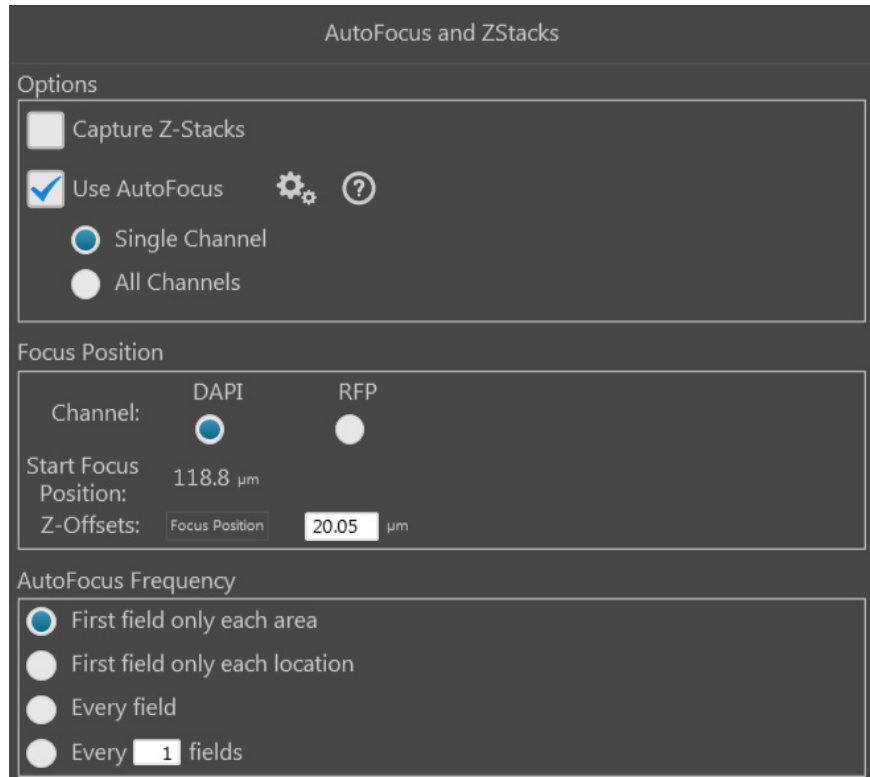 AutoFocus and ZStacks
Options
Capture Z-Stacks
Use AutoFocus ?
Single Channel
All Channels
Focus Position
DAPI RFP
Channel:
Start Focus
Position: 118.8 µm
Z-Offsets: Focus Position 20.05 µm
AutoFocus Frequency
First field only each area
First field only each location
Every field
Every 1 fields